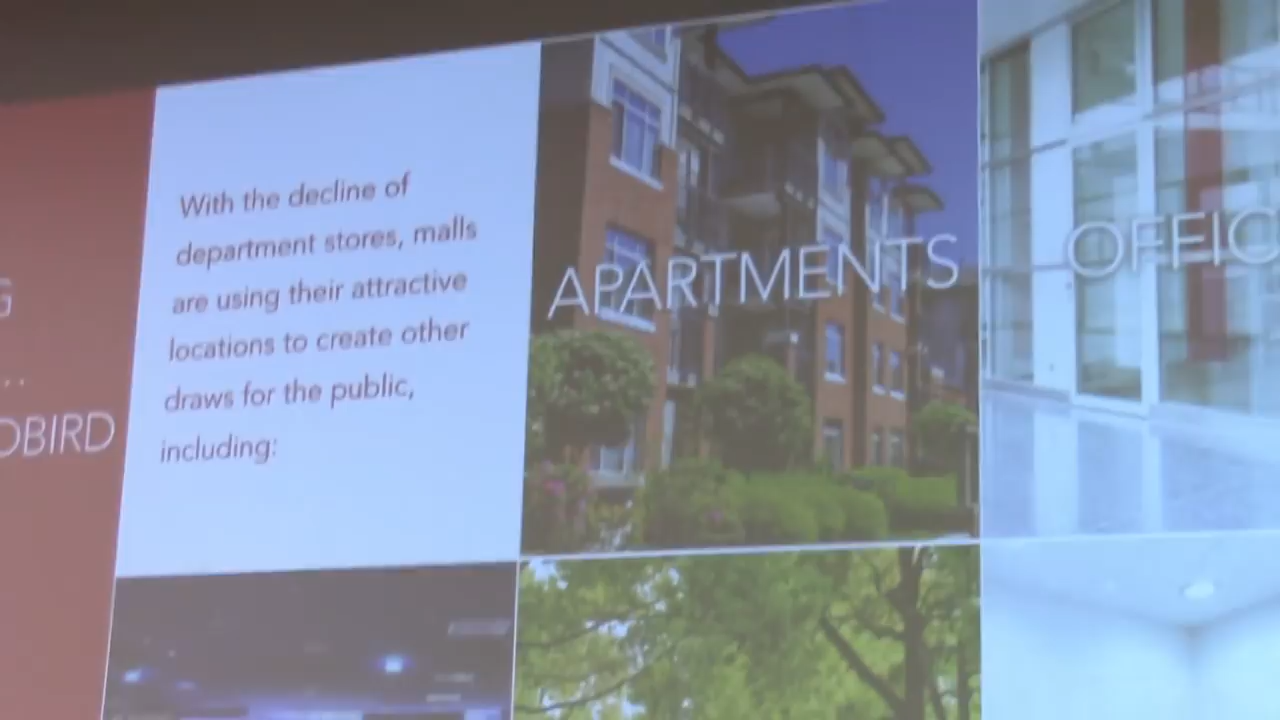 G
..
DBIRD
With the decline of
department stores, malls
are using their attractive
locations to create other
draws for the public,
including:
APARTMENTS
OFFIC